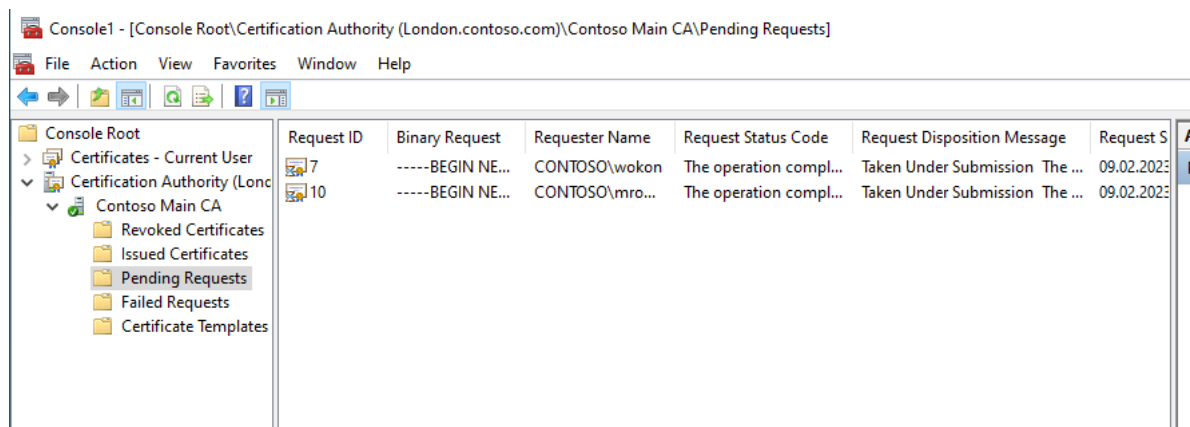 Console1 - [Console Root\Certification Authority (London.contoso.com)\Contoso Main CA\Pending Requests]
File Action View Favorites Window Help
Console Root
Certificates - Current User
Certification Authority (Lonc
Contoso Main CA
Revoked Certificates
Issued Certificates
Pending Requests
Failed Requests
Certificate Templates
Request ID Binary Request Requester Name Request Status Code Request Disposition Message Request S
7 -----BEGIN NE... CONTOSO\wokon The operation compl... Taken Under Submission The ... 09.02.2023
10 -----BEGIN NE... CONTOSO\mro... The operation compl... Taken Under Submission The ... 09.02.2023